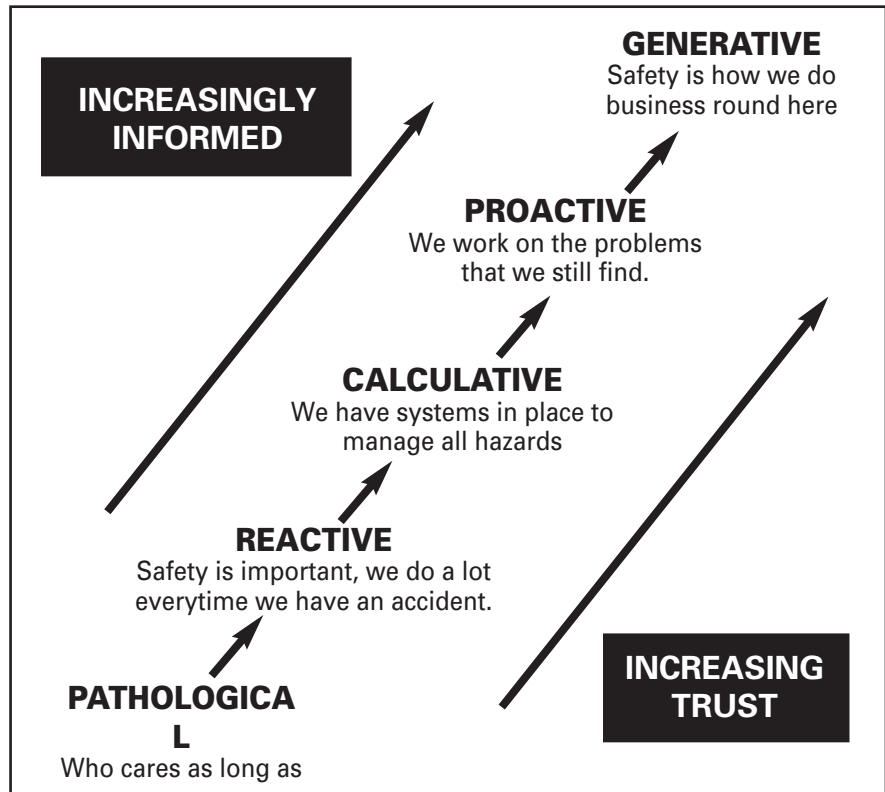 GENERATIVE
Safety is how we do
business round here
INCREASINGLY
INFORMED
PROACTIVE
We work on the problems
that we still find.
CALCULATIVE
We have systems in place to
manage all hazards
REACTIVE
Safety is important, we do a lot
everytime we have an accident.
INCREASING
TRUST
PATHOLOGICA
L
Who cares as long as